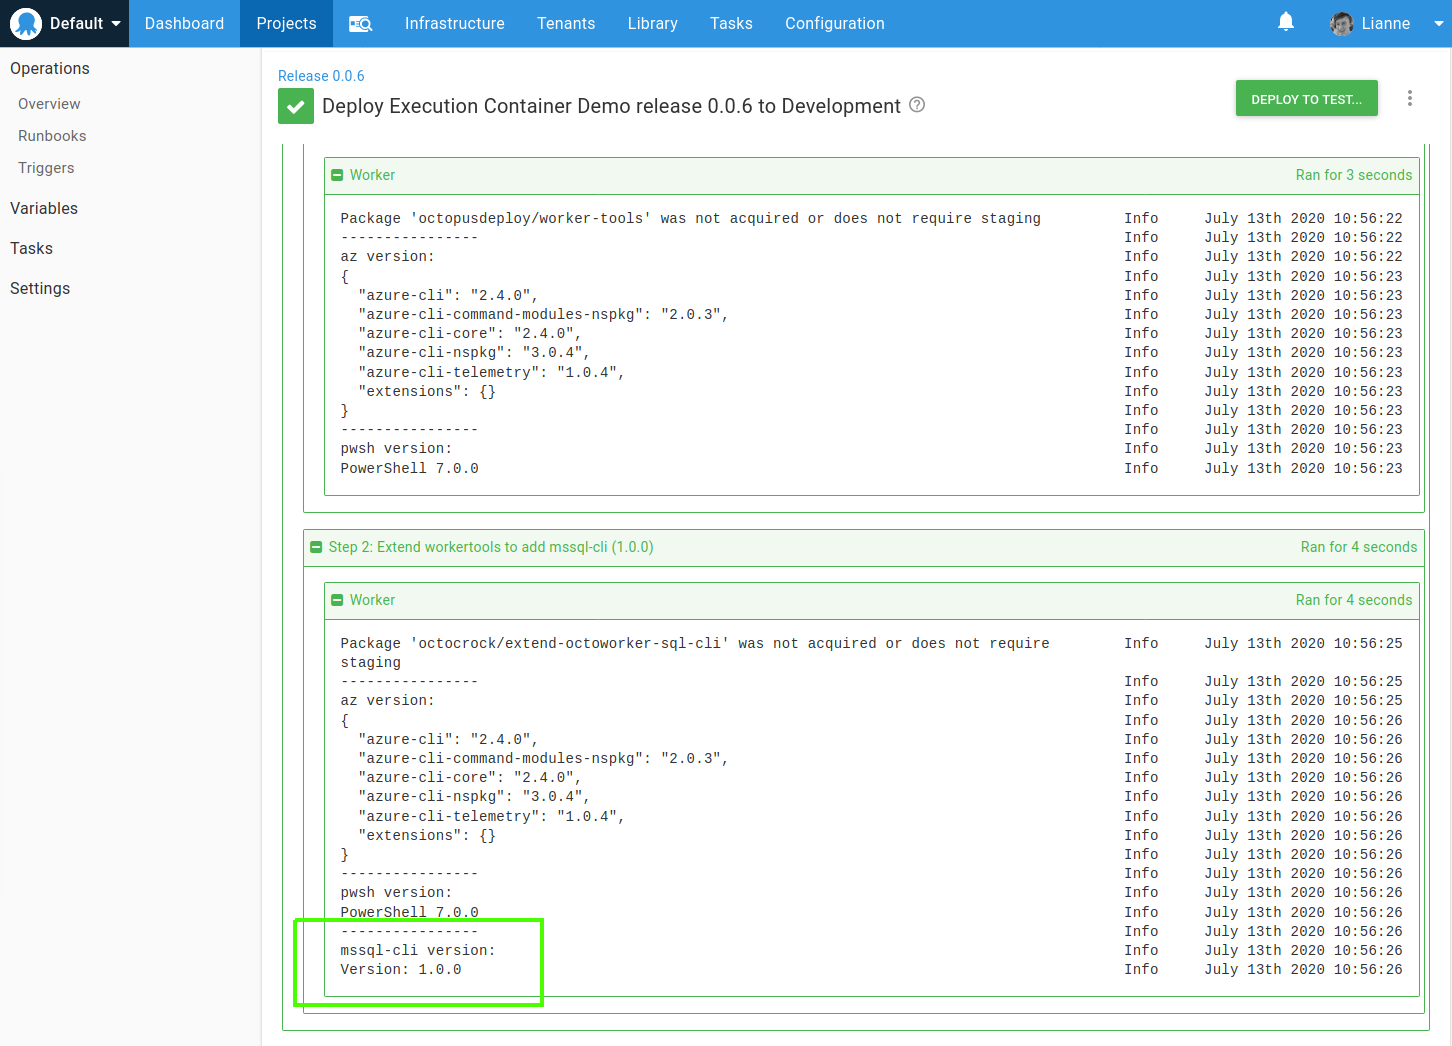 Default Dashboard Projects Infrastructure Tenants Library Tasks Configuration Lianne
Operations
Overview
Runbooks
Triggers
Variables
Tasks
Settings
Release 0.0.6
Deploy Execution Container Demo release 0.0.6 to Development ?
DEPLOY TO TEST...
Worker Ran for 3 seconds
Package 'octopusdeploy/worker-tools' was not acquired or does not require staging Info July 13th 2020 10:56:22
---------------- Info July 13th 2020 10:56:22
az version: Info July 13th 2020 10:56:22
{ Info July 13th 2020 10:56:23
"azure-cli": "2.4.0", Info July 13th 2020 10:56:23
"azure-cli-command-modules-nspkg": "2.0.3", Info July 13th 2020 10:56:23
"azure-cli-core": "2.4.0", Info July 13th 2020 10:56:23
"azure-cli-nspkg": "3.0.4", Info July 13th 2020 10:56:23
"azure-cli-telemetry": "1.0.4", Info July 13th 2020 10:56:23
"extensions": {} Info July 13th 2020 10:56:23
} Info July 13th 2020 10:56:23
---------------- Info July 13th 2020 10:56:23
pwsh version: Info July 13th 2020 10:56:23
PowerShell 7.0.0 Info July 13th 2020 10:56:23
Step 2: Extend workertools to add mssql-cli (1.0.0) Ran for 4 seconds
Worker Ran for 4 seconds
Package 'octocrock/extend-octoworker-sql-cli' was not acquired or does not require Info July 13th 2020 10:56:25
staging
---------------- Info July 13th 2020 10:56:25
az version: Info July 13th 2020 10:56:25
{ Info July 13th 2020 10:56:26
"azure-cli": "2.4.0", Info July 13th 2020 10:56:26
"azure-cli-command-modules-nspkg": "2.0.3", Info July 13th 2020 10:56:26
"azure-cli-core": "2.4.0", Info July 13th 2020 10:56:26
"azure-cli-nspkg": "3.0.4", Info July 13th 2020 10:56:26
"azure-cli-telemetry": "1.0.4", Info July 13th 2020 10:56:26
"extensions": {} Info July 13th 2020 10:56:26
} Info July 13th 2020 10:56:26
---------------- Info July 13th 2020 10:56:26
pwsh version: Info July 13th 2020 10:56:26
PowerShell 7.0.0 Info July 13th 2020 10:56:26
---------------- Info July 13th 2020 10:56:26
mssql-cli version: Info July 13th 2020 10:56:26
Version: 1.0.0 Info July 13th 2020 10:56:26